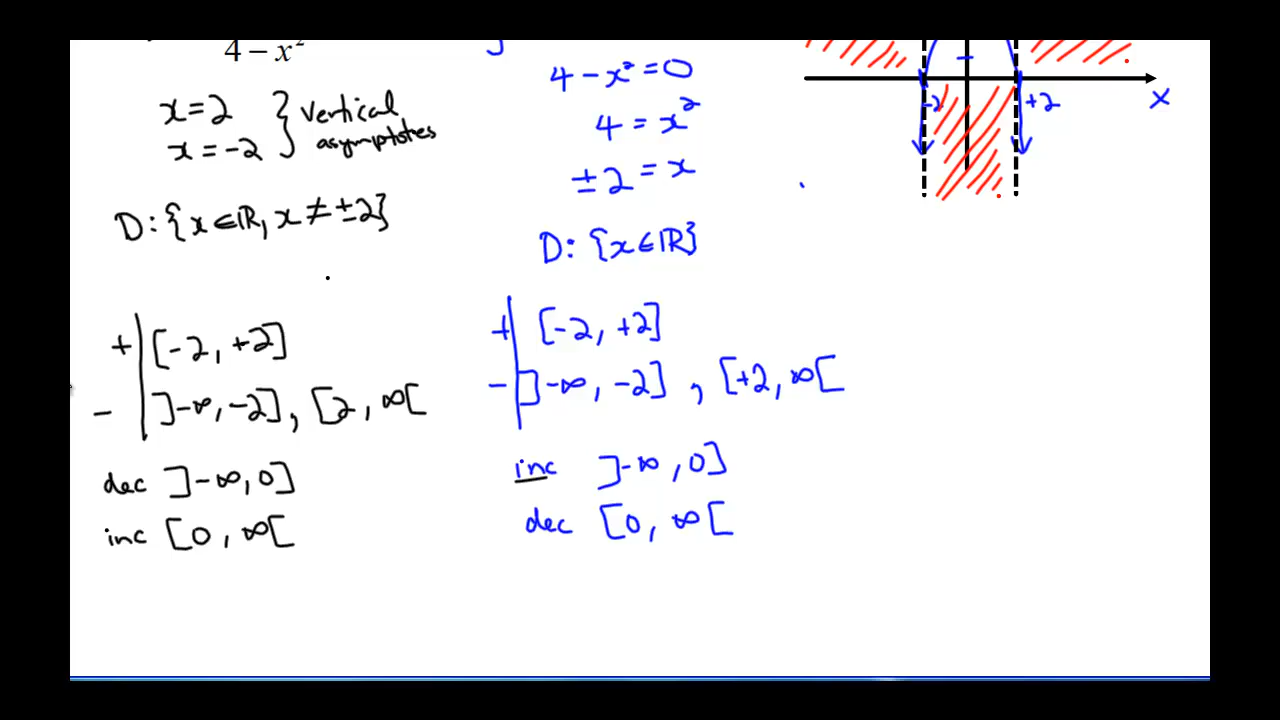 4 − x²
x = 2 } vertical
x = −2 } asymptotes
D: {x ∈ ℝ, x ≠ ±2}
+ [−2, +2]
− ]−∞, −2], [2, ∞[
dec ]−∞, 0]
inc [0, ∞[
4 − x² = 0
4 = x²
±2 = x
D: {x ∈ ℝ}
+ [−2, +2]
− ]−∞, −2], [+2, ∞[
inc ]−∞, 0]
dec [0, ∞[
−2 +2 x